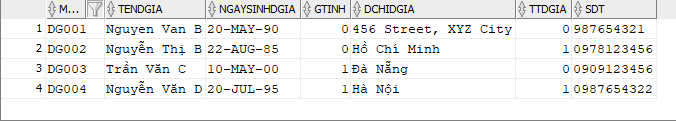 M... TENDGIA NGAYSINHDGIA GTINH DCHIDGIA TTDGIA SDT
1 DG001 Nguyen Van B 20-MAY-90 0 456 Street, XYZ City 0 987654321
2 DG002 Nguyễn Thị B 22-AUG-85 0 Hồ Chí Minh 1 0978123456
3 DG003 Trần Văn C 10-MAY-00 1 Đà Nẵng 0 0909123456
4 DG004 Nguyễn Văn D 20-JUL-95 1 Hà Nội 1 0987654322